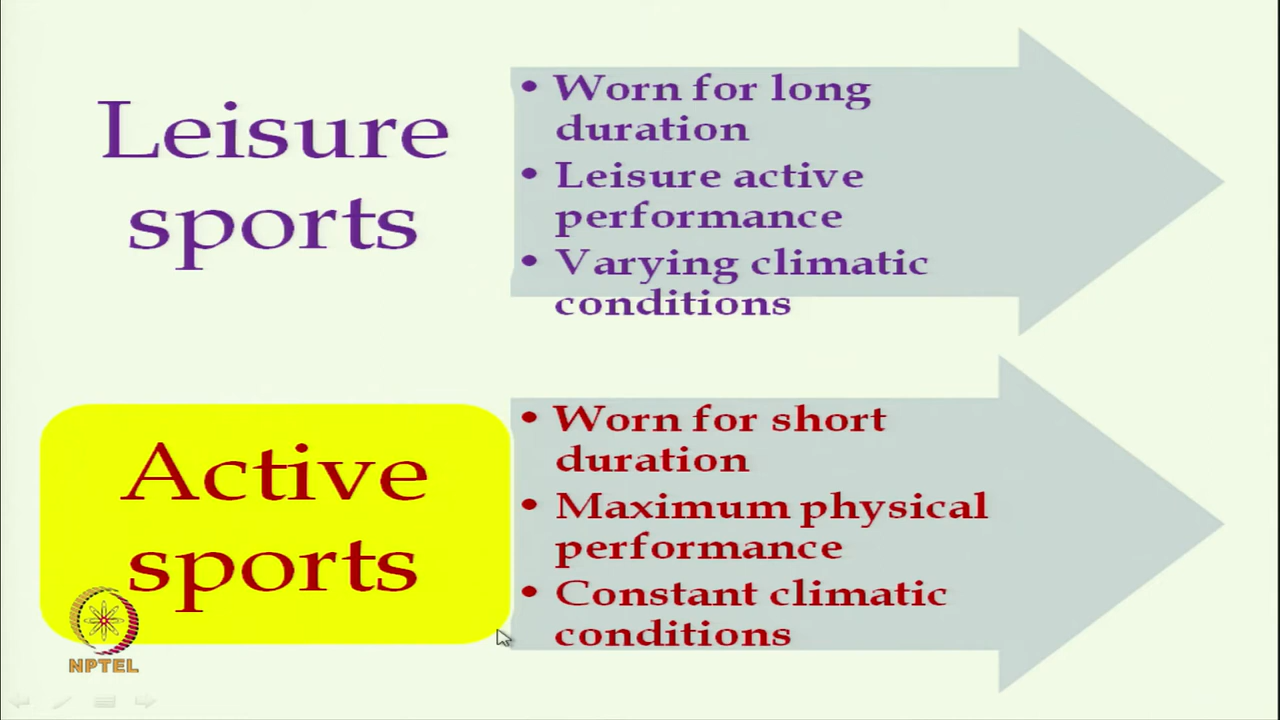 Leisure
sports
• Worn for long
duration
• Leisure active
performance
• Varying climatic
conditions
Active
sports
• Worn for short
duration
• Maximum physical
performance
• Constant climatic
conditions
NPTEL